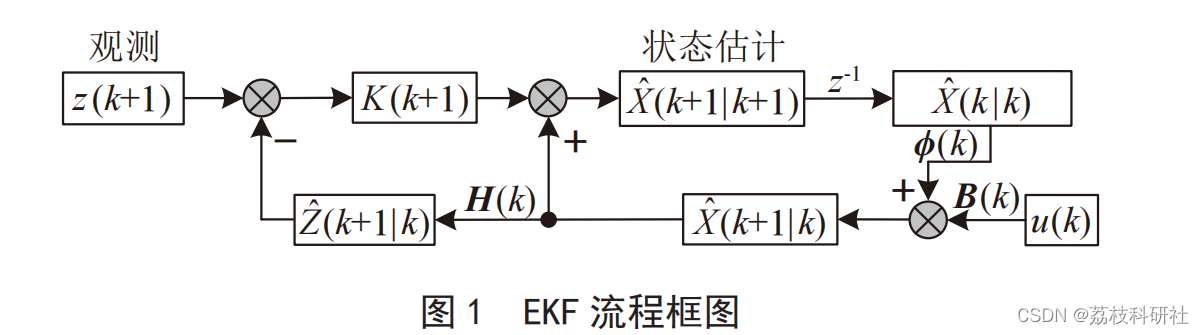 观测
状态估计
z(k+1)
K(k+1)
X̂(k+1|k+1)
z⁻¹
X̂(k|k)
ϕ(k)
−
+
+
Ẑ(k+1|k)
H(k)
X̂(k+1|k)
B(k)
u(k)
图 1 EKF 流程框图
CSDN @荔枝科研社